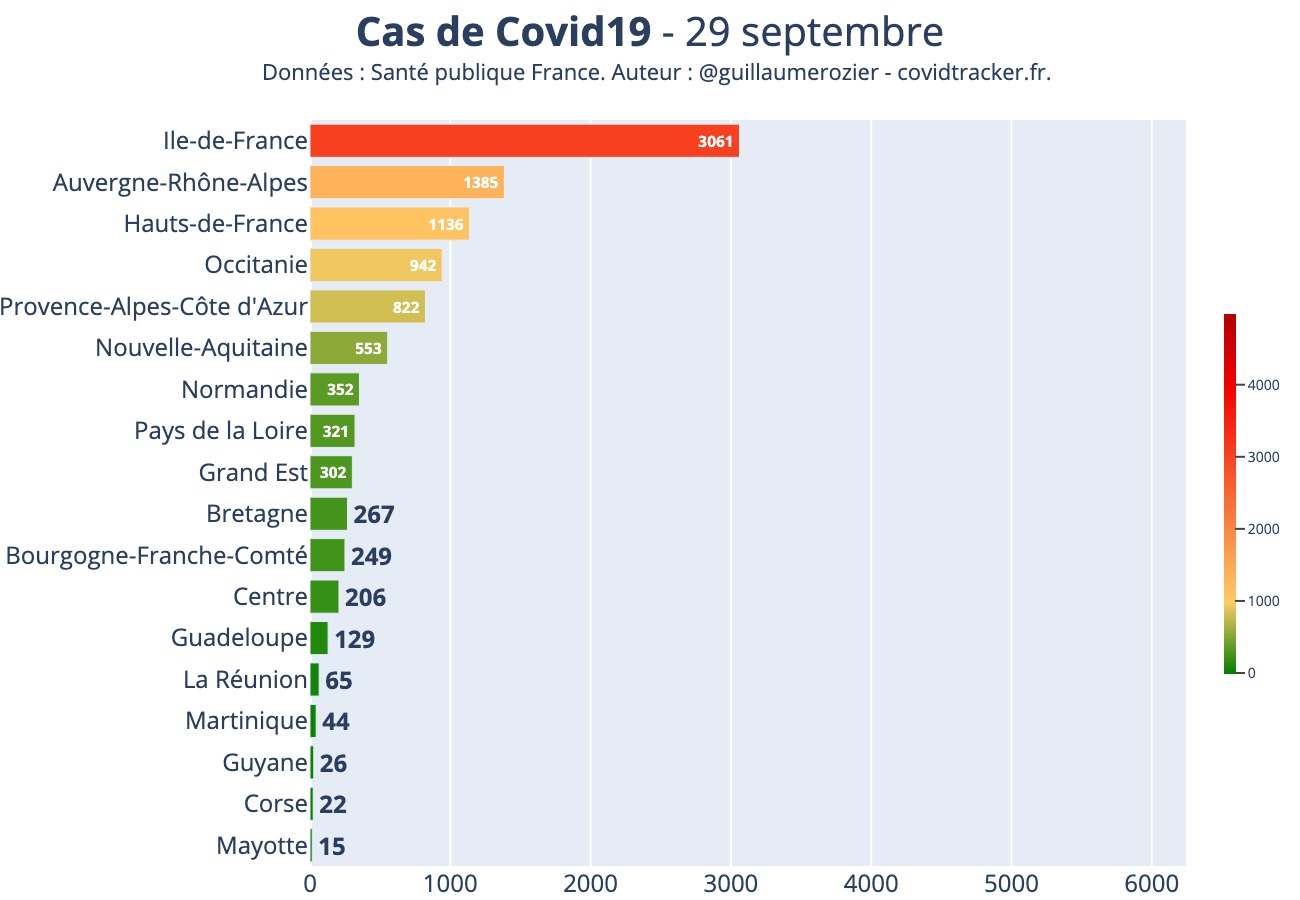 Cas de Covid19 - 29 septembre
Données : Santé publique France. Auteur : @guillaumerozier - covidtracker.fr.
Ile-de-France 3061
Auvergne-Rhône-Alpes 1385
Hauts-de-France 1136
Occitanie 942
Provence-Alpes-Côte d'Azur 822
Nouvelle-Aquitaine 553
Normandie 352
Pays de la Loire 321
Grand Est 302
Bretagne 267
Bourgogne-Franche-Comté 249
Centre 206
Guadeloupe 129
La Réunion 65
Martinique 44
Guyane 26
Corse 22
Mayotte 15
0 1000 2000 3000 4000 5000 6000
4000
3000
2000
1000
0